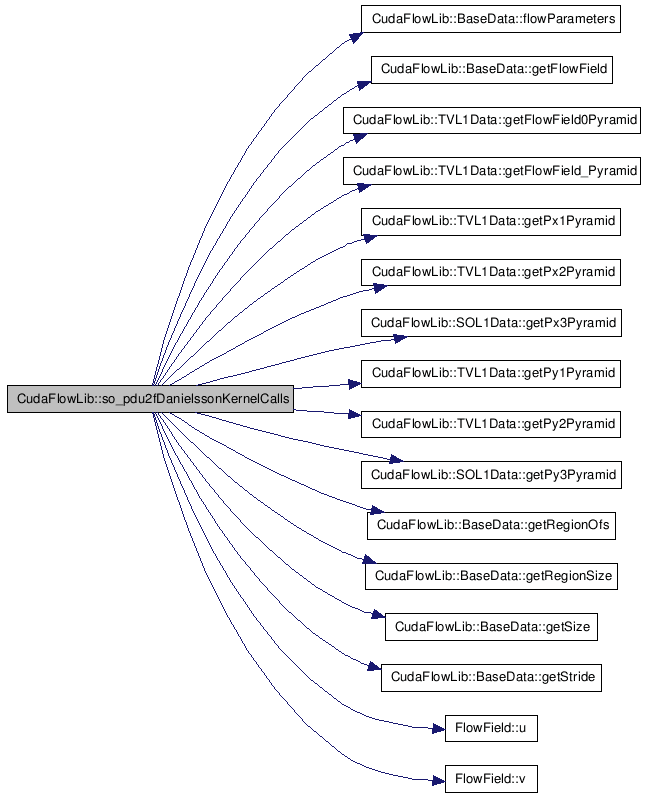 CudaFlowLib::BaseData::flowParameters
CudaFlowLib::BaseData::getFlowField
CudaFlowLib::TVL1Data::getFlowField0Pyramid
CudaFlowLib::TVL1Data::getFlowField_Pyramid
CudaFlowLib::TVL1Data::getPx1Pyramid
CudaFlowLib::TVL1Data::getPx2Pyramid
CudaFlowLib::SOL1Data::getPx3Pyramid
CudaFlowLib::TVL1Data::getPy1Pyramid
CudaFlowLib::so_pdu2fDanielssonKernelCalls
CudaFlowLib::TVL1Data::getPy2Pyramid
CudaFlowLib::SOL1Data::getPy3Pyramid
CudaFlowLib::BaseData::getRegionOfs
CudaFlowLib::BaseData::getRegionSize
CudaFlowLib::BaseData::getSize
CudaFlowLib::BaseData::getStride
FlowField::u
FlowField::v